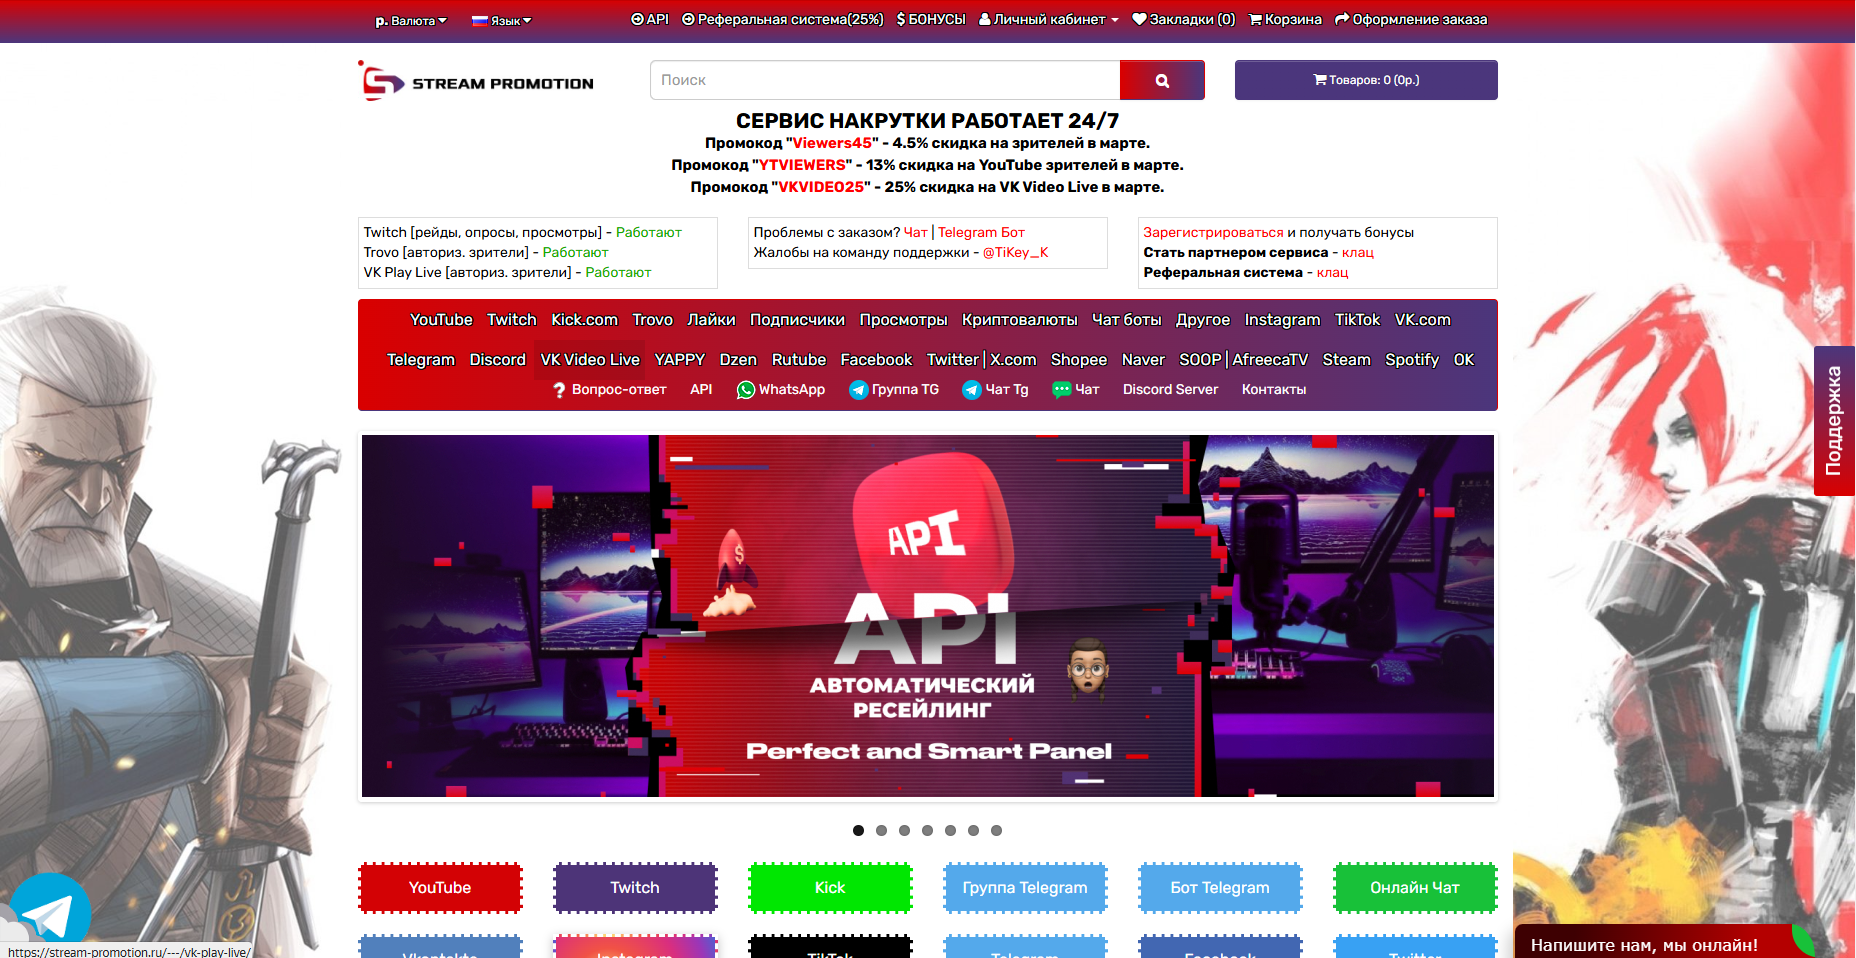 р. Валюта Язык API Реферальная система(25%) $ БОНУСЫ Личный кабинет Закладки (0) Корзина Оформление заказа
STREAM PROMOTION Поиск Товаров: 0 (0р.)
СЕРВИС НАКРУТКИ РАБОТАЕТ 24/7
Промокод "Viewers45" - 4.5% скидка на зрителей в марте.
Промокод "YTVIEWERS" - 13% скидка на YouTube зрителей в марте.
Промокод "VKVIDEO25" - 25% скидка на VK Video Live в марте.
Twitch [рейды, опросы, просмотры] - Работают
Trovo [авториз. зрители] - Работают
VK Play Live [авториз. зрители] - Работают
Проблемы с заказом? Чат | Telegram Бот
Жалобы на команду поддержки - @TiKey_K
Зарегистрироваться и получать бонусы
Стать партнером сервиса - клац
Реферальная система - клац
YouTube Twitch Kick.com Trovo Лайки Подписчики Просмотры Криптовалюты Чат боты Другое Instagram TikTok VK.com
Telegram Discord VK Video Live YAPPY Dzen Rutube Facebook Twitter | X.com Shopee Naver SOOP | AfreecaTV Steam Spotify OK
? Вопрос-ответ API WhatsApp Группа TG Чат Tg Чат Discord Server Контакты
Поддержка
API
API
АВТОМАТИЧЕСКИЙ
РЕСЕЙЛИНГ
Perfect and Smart Panel
YouTube Twitch Kick Группа Telegram Бот Telegram Онлайн Чат
Vkontakte Instagram TikTok Telegram Facebook Twitter
https://stream-promotion.ru/---/vk-play-live/
Напишите нам, мы онлайн!